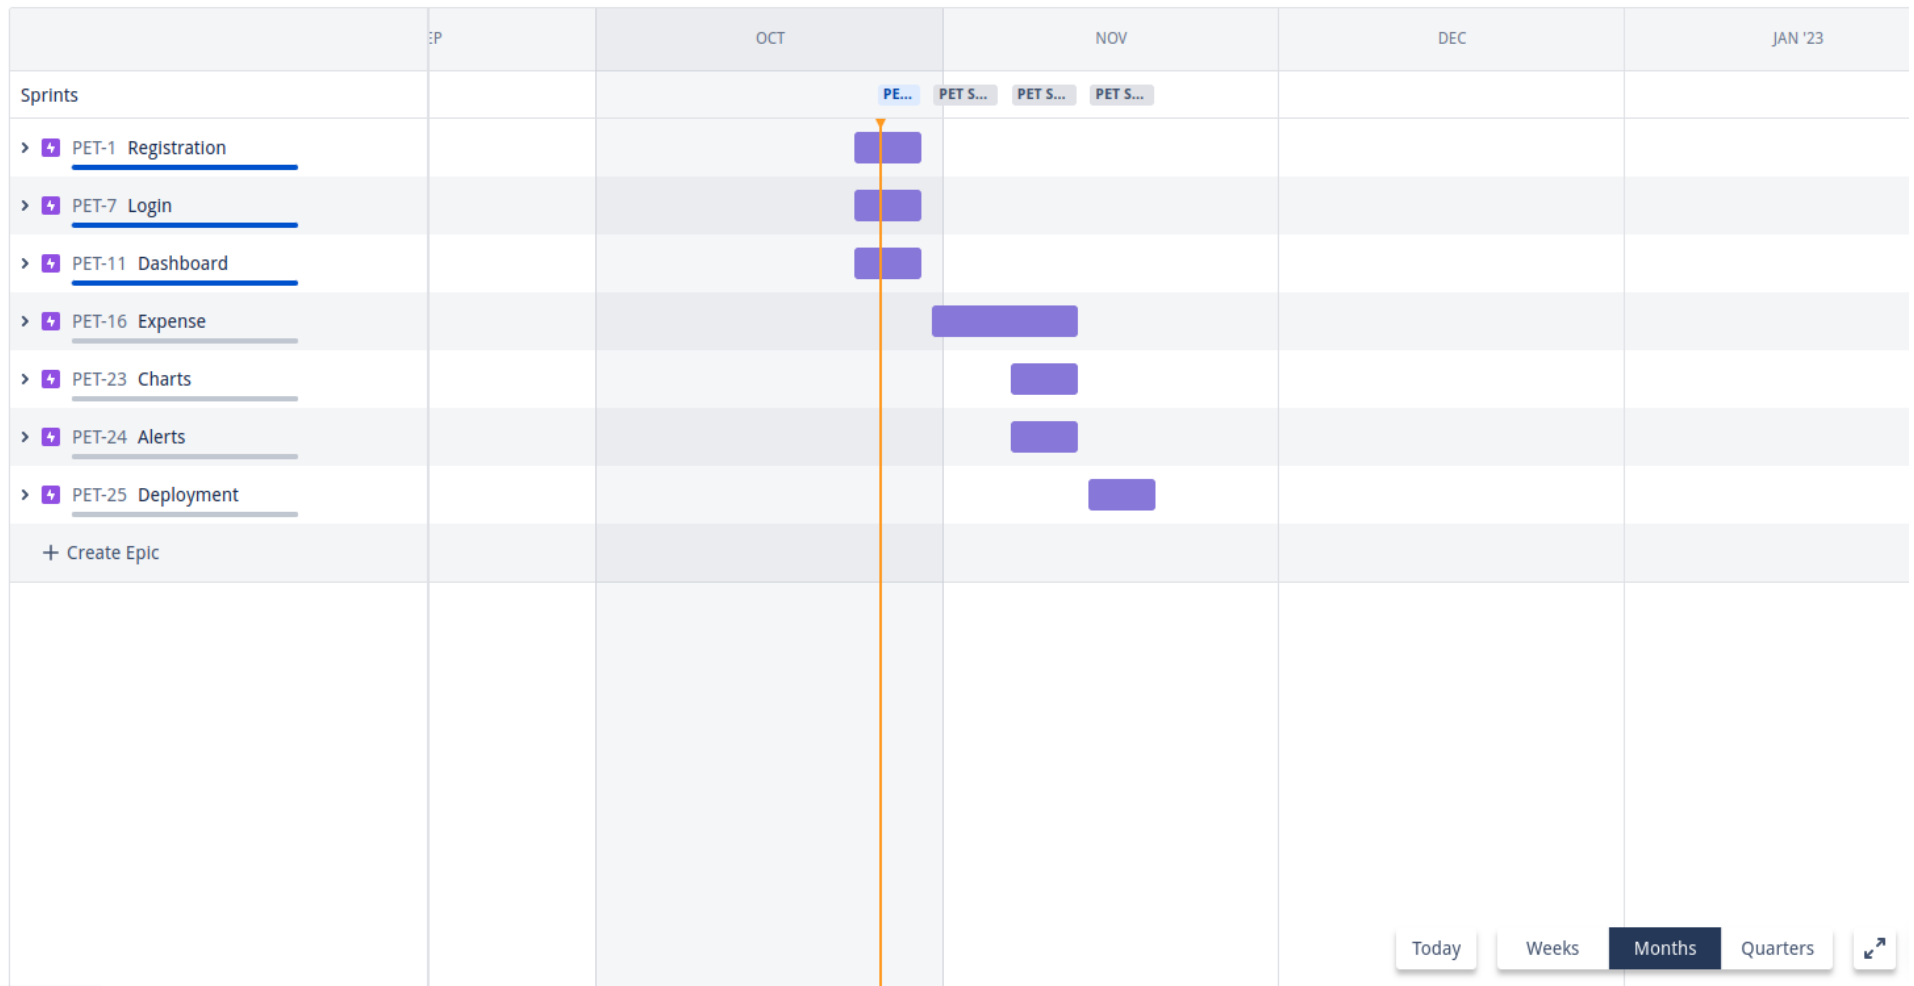 EP OCT NOV DEC JAN '23
Sprints PE... PET S... PET S... PET S...
PET-1 Registration
PET-7 Login
PET-11 Dashboard
PET-16 Expense
PET-23 Charts
PET-24 Alerts
PET-25 Deployment
+ Create Epic
Today Weeks Months Quarters